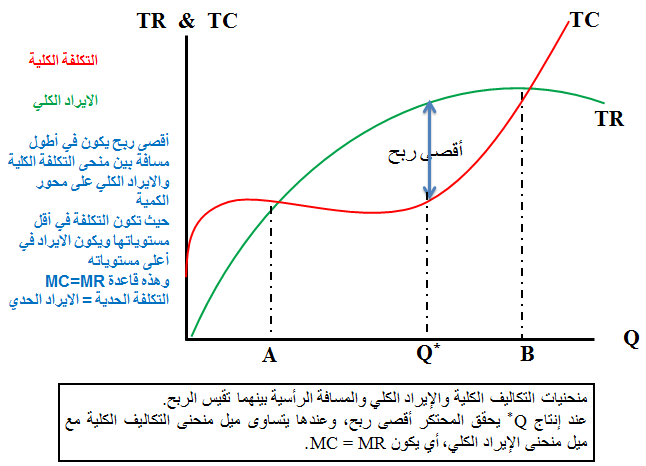 TR & TC
TC
التكلفة الكلية
الايراد الكلي
TR
أقصى ربح يكون في أطول
مسافة بين منحى التكلفة الكلية
والايراد الكلي على محور
الكمية
حيث تكون التكلفة في أقل
مستوياتها ويكون الايراد في
أعلى مستوياته
وهذه قاعدة MC=MR
التكلفة الحدية = الايراد الحدي
أقصى ربح
A
Q*
B
Q
منحنيات التكاليف الكلية والإيراد الكلي والمسافة الرأسية بينهما تقيس الربح.
عند إنتاج Q* يحقق المحتكر أقصى ربح، وعندها يتساوى ميل منحنى التكاليف الكلية مع
ميل منحنى الإيراد الكلي، أي يكون MC = MR.